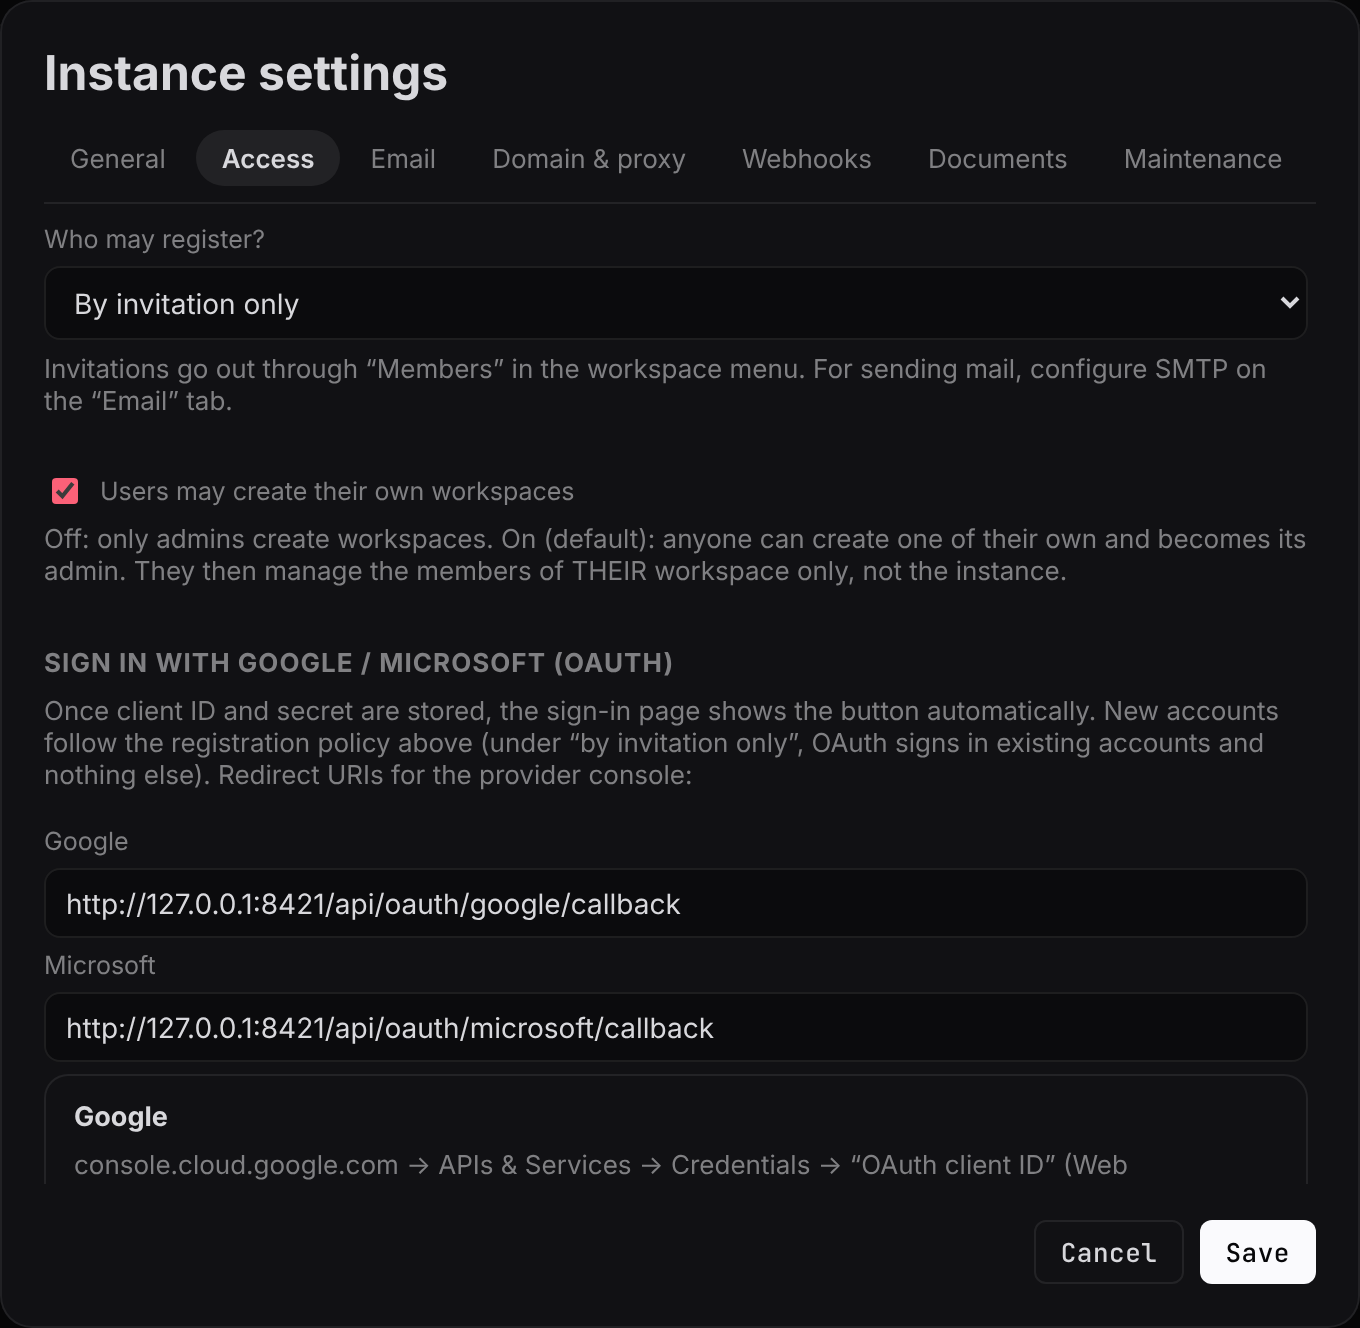 Instance settings
General Access Email Domain & proxy Webhooks Documents Maintenance
Who may register?
By invitation only
Invitations go out through “Members” in the workspace menu. For sending mail, configure SMTP on
the “Email” tab.
Users may create their own workspaces
Off: only admins create workspaces. On (default): anyone can create one of their own and becomes its
admin. They then manage the members of THEIR workspace only, not the instance.
SIGN IN WITH GOOGLE / MICROSOFT (OAUTH)
Once client ID and secret are stored, the sign-in page shows the button automatically. New accounts
follow the registration policy above (under “by invitation only”, OAuth signs in existing accounts and
nothing else). Redirect URIs for the provider console:
Google
http://127.0.0.1:8421/api/oauth/google/callback
Microsoft
http://127.0.0.1:8421/api/oauth/microsoft/callback
Google
console.cloud.google.com → APIs & Services → Credentials → “OAuth client ID” (Web
Cancel Save